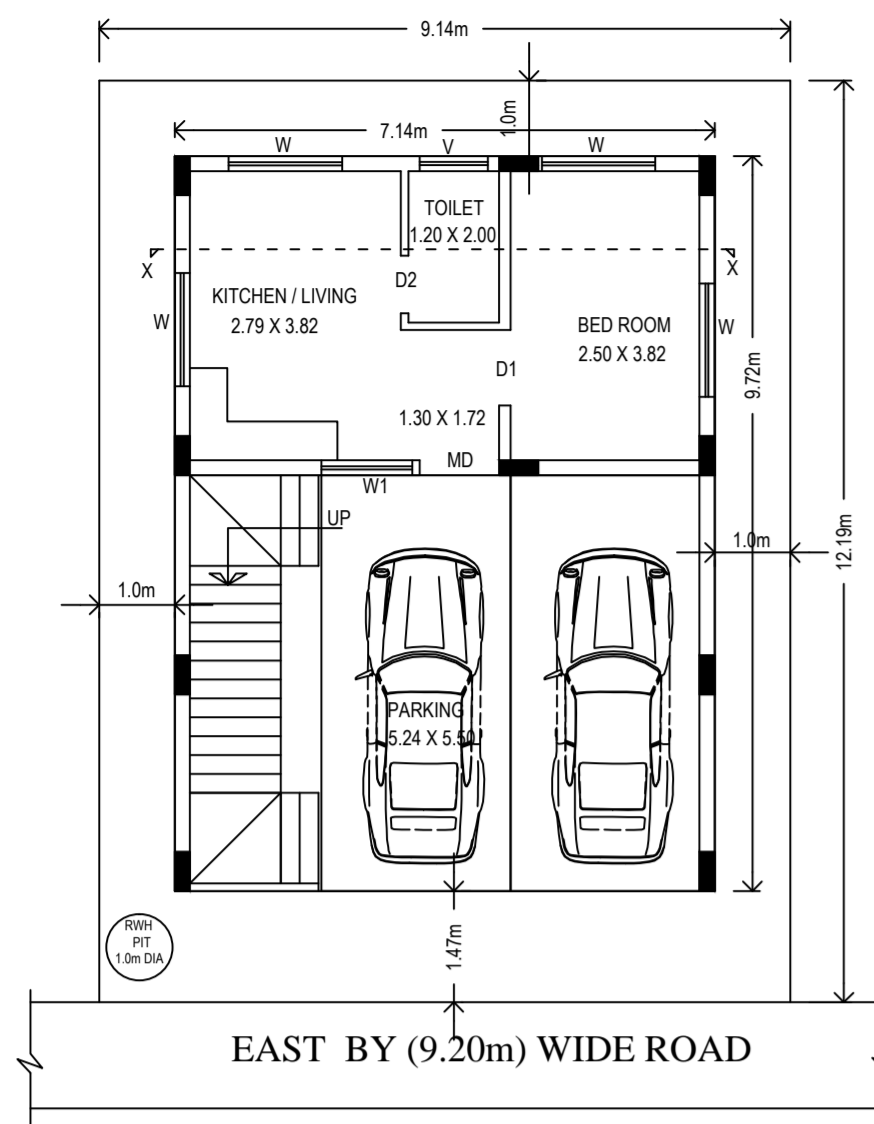 9.14m
1.0m
7.14m
W
V
W
TOILET
1.20 X 2.00
X
X
D2
KITCHEN / LIVING
2.79 X 3.82
W
BED ROOM
2.50 X 3.82
W
D1
9.72m
1.30 X 1.72
MD
W1
UP
1.0m
12.19m
1.0m
PARKING
5.24 X 5.50
RWH
PIT
1.0m DIA
1.47m
EAST BY (9.20m) WIDE ROAD